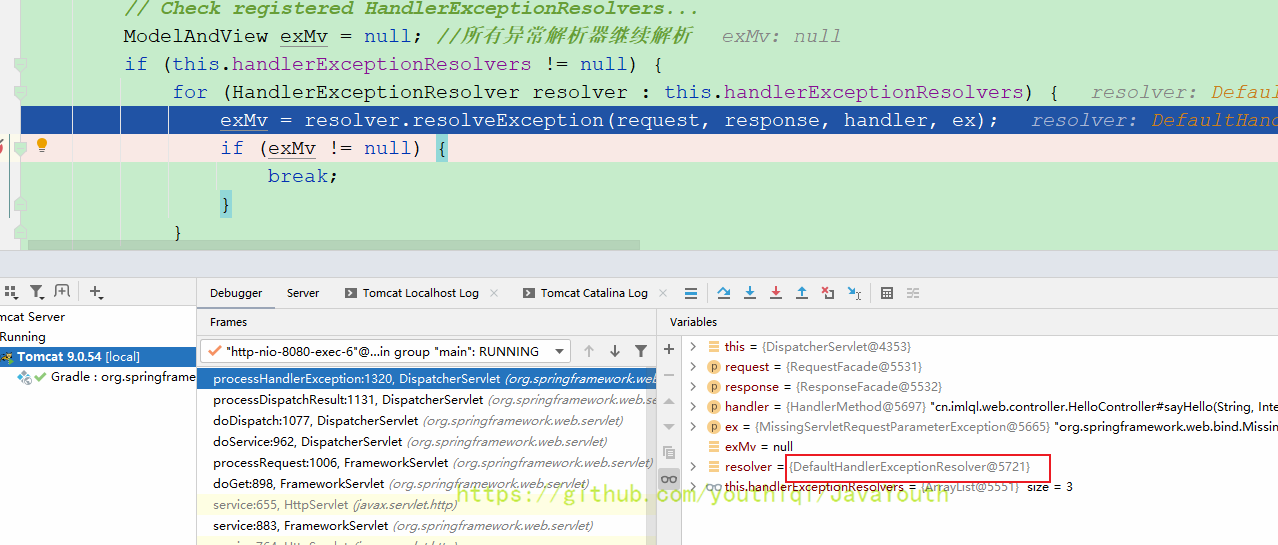 // Check registered HandlerExceptionResolvers...
ModelAndView exMv = null; //所有异常解析器继续解析 exMv: null
if (this.handlerExceptionResolvers != null) {
for (HandlerExceptionResolver resolver : this.handlerExceptionResolvers) { resolver: Defaul
exMv = resolver.resolveException(request, response, handler, ex); resolver: DefaultHand
if (exMv != null) {
break;
}
}
Debugger Server Tomcat Localhost Log Tomcat Catalina Log
mcat Server
Running
Tomcat 9.0.54 [local]
Gradle : org.springframe
Frames
"http-nio-8080-exec-6"@...in group "main": RUNNING
processHandlerException:1320, DispatcherServlet (org.springframework.web.se
processDispatchResult:1131, DispatcherServlet (org.springframework.web.serv
doDispatch:1077, DispatcherServlet (org.springframework.web.servlet)
doService:962, DispatcherServlet (org.springframework.web.servlet)
processRequest:1006, FrameworkServlet (org.springframework.web.servlet)
doGet:898, FrameworkServlet (org.springframework.web.servlet)
service:655, HttpServlet (javax.servlet.http)
service:883, FrameworkServlet (org.springframework.web.servlet)
Variables
this = {DispatcherServlet@4353}
request = {RequestFacade@5531}
response = {ResponseFacade@5532}
handler = {HandlerMethod@5697} "cn.imlql.web.controller.HelloController#sayHello(String, Inte
ex = {MissingServletRequestParameterException@5665} "org.springframework.web.bind.Missin
exMv = null
resolver = {DefaultHandlerExceptionResolver@5721}
this.handlerExceptionResolvers = {ArrayList@5551} size = 3
https://github.com/youthlql/JavaYouth